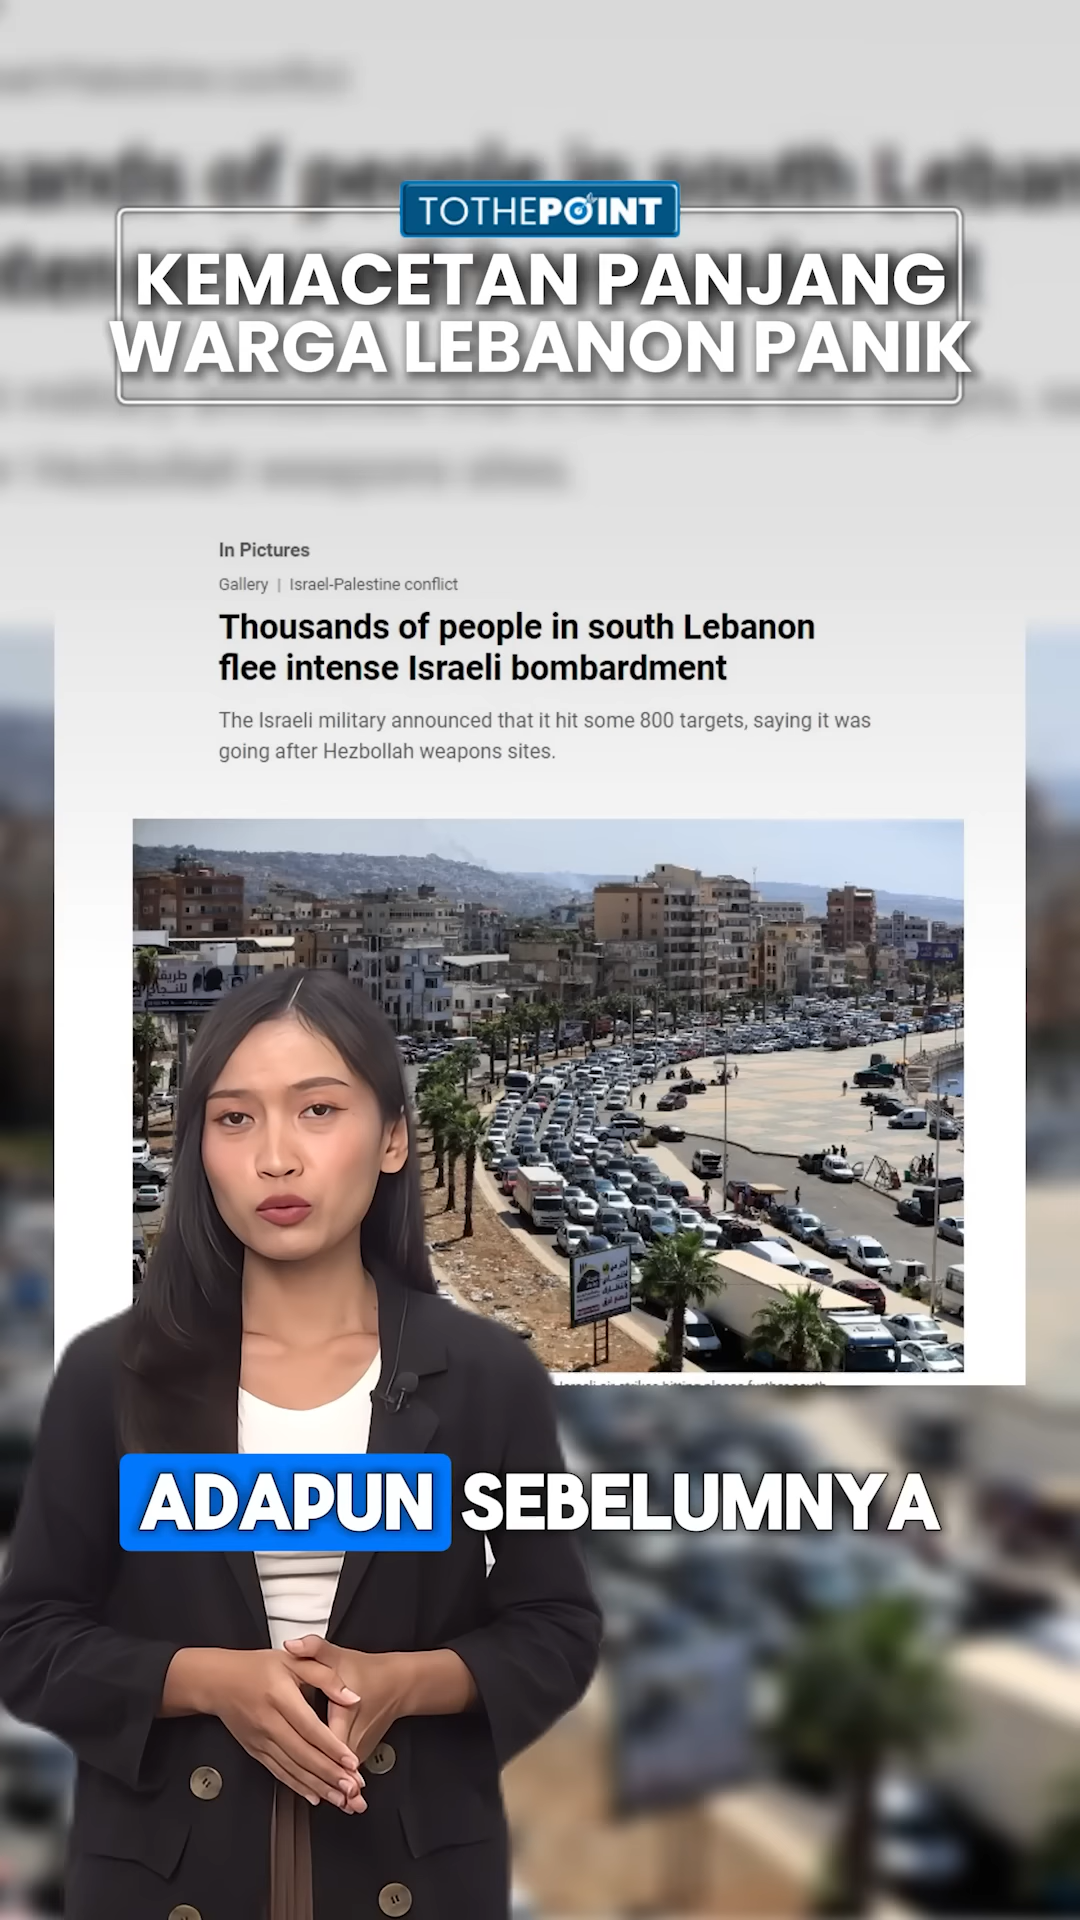 TOTHEPOINT
KEMACETAN PANJANG
WARGA LEBANON PANIK
In Pictures
Gallery | Israel-Palestine conflict
Thousands of people in south Lebanon
flee intense Israeli bombardment
The Israeli military announced that it hit some 800 targets, saying it was
going after Hezbollah weapons sites.
ADAPUN SEBELUMNYA